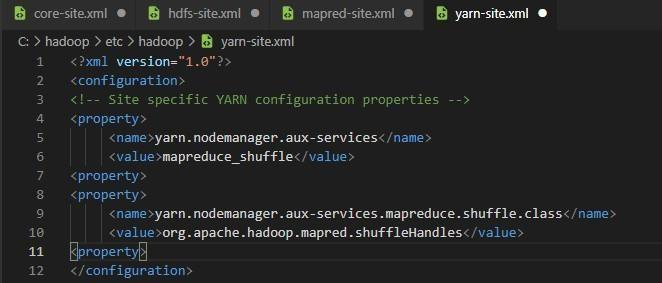 core-site.xml hdfs-site.xml mapred-site.xml yarn-site.xml
C: > hadoop > etc > hadoop > yarn-site.xml
1 <?xml version="1.0"?>
2 <configuration>
3 <!-- Site specific YARN configuration properties -->
4 <property>
5 <name>yarn.nodemanager.aux-services</name>
6 <value>mapreduce_shuffle</value>
7 <property>
8 <property>
9 <name>yarn.nodemanager.aux-services.mapreduce.shuffle.class</name>
10 <value>org.apache.hadoop.mapred.shuffleHandles</value>
11 <property>
12 </configuration>